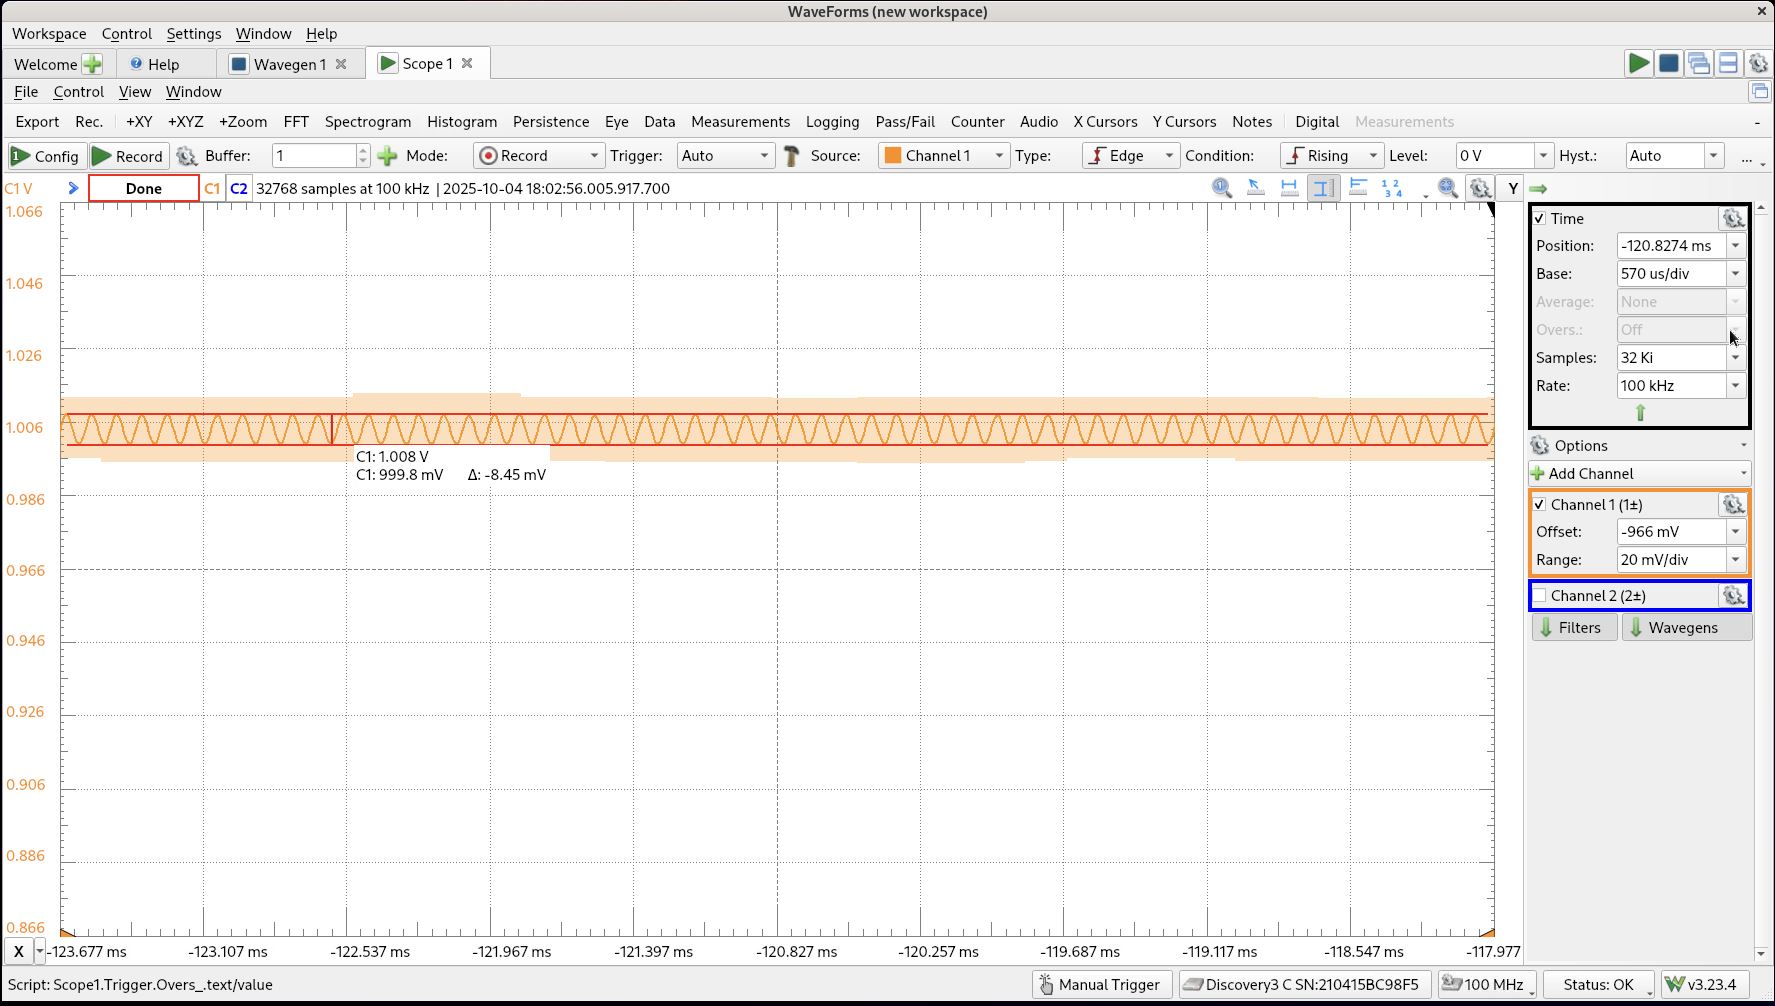 WaveForms (new workspace)
Workspace Control Settings Window Help
Welcome Help Wavegen 1 Scope 1
File Control View Window
Export Rec. +XY +XYZ +Zoom FFT Spectrogram Histogram Persistence Eye Data Measurements Logging Pass/Fail Counter Audio X Cursors Y Cursors Notes Digital Measurements
Config Record Buffer: 1 Mode: Record Trigger: Auto Source: Channel 1 Type: Edge Condition: Rising Level: 0 V Hyst.: Auto ...
C1 V Done C1 C2 32768 samples at 100 kHz | 2025-10-04 18:02:56.005.917.700 Y
1.066
1.046
1.026
1.006
0.986
0.966
0.946
0.926
0.906
0.886
0.866
C1: 1.008 V
C1: 999.8 mV Δ: -8.45 mV
X -123.677 ms -123.107 ms -122.537 ms -121.967 ms -121.397 ms -120.827 ms -120.257 ms -119.687 ms -119.117 ms -118.547 ms -117.977
Time
Position: -120.8274 ms
Base: 570 us/div
Average: None
Overs.: Off
Samples: 32 Ki
Rate: 100 kHz
Options
Add Channel
Channel 1 (1±)
Offset: -966 mV
Range: 20 mV/div
Channel 2 (2±)
Filters Wavegens
Script: Scope1.Trigger.Overs_.text/value Manual Trigger Discovery3 C SN:210415BC98F5 100 MHz Status: OK v3.23.4